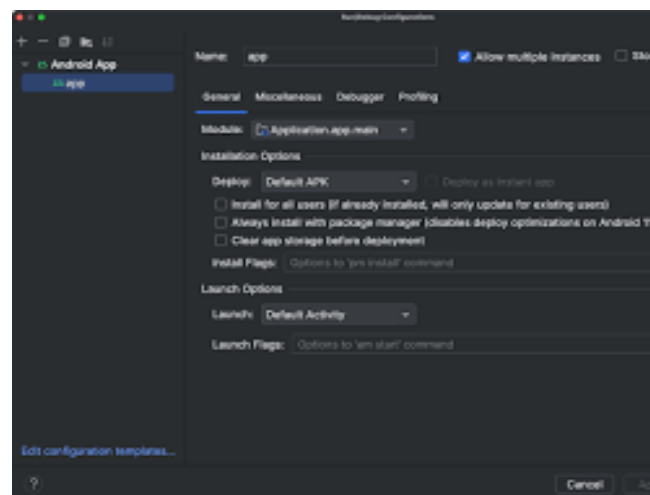 Run/Debug Configurations
Android App
app
Name: app
Allow multiple instances
General Miscellaneous Debugger Profiling
Module: Application.app.main
Installation Options
Deploy: Default APK
Deploy as instant app
Install for all users (if already installed, will only update for existing users)
Always install with package manager (disables deploy optimizations on Android
Clear app storage before deployment
Install Flags: Options to 'pm install' command
Launch Options
Launch: Default Activity
Launch Flags: Options to 'am start' command
Edit configuration templates...
?
Cancel